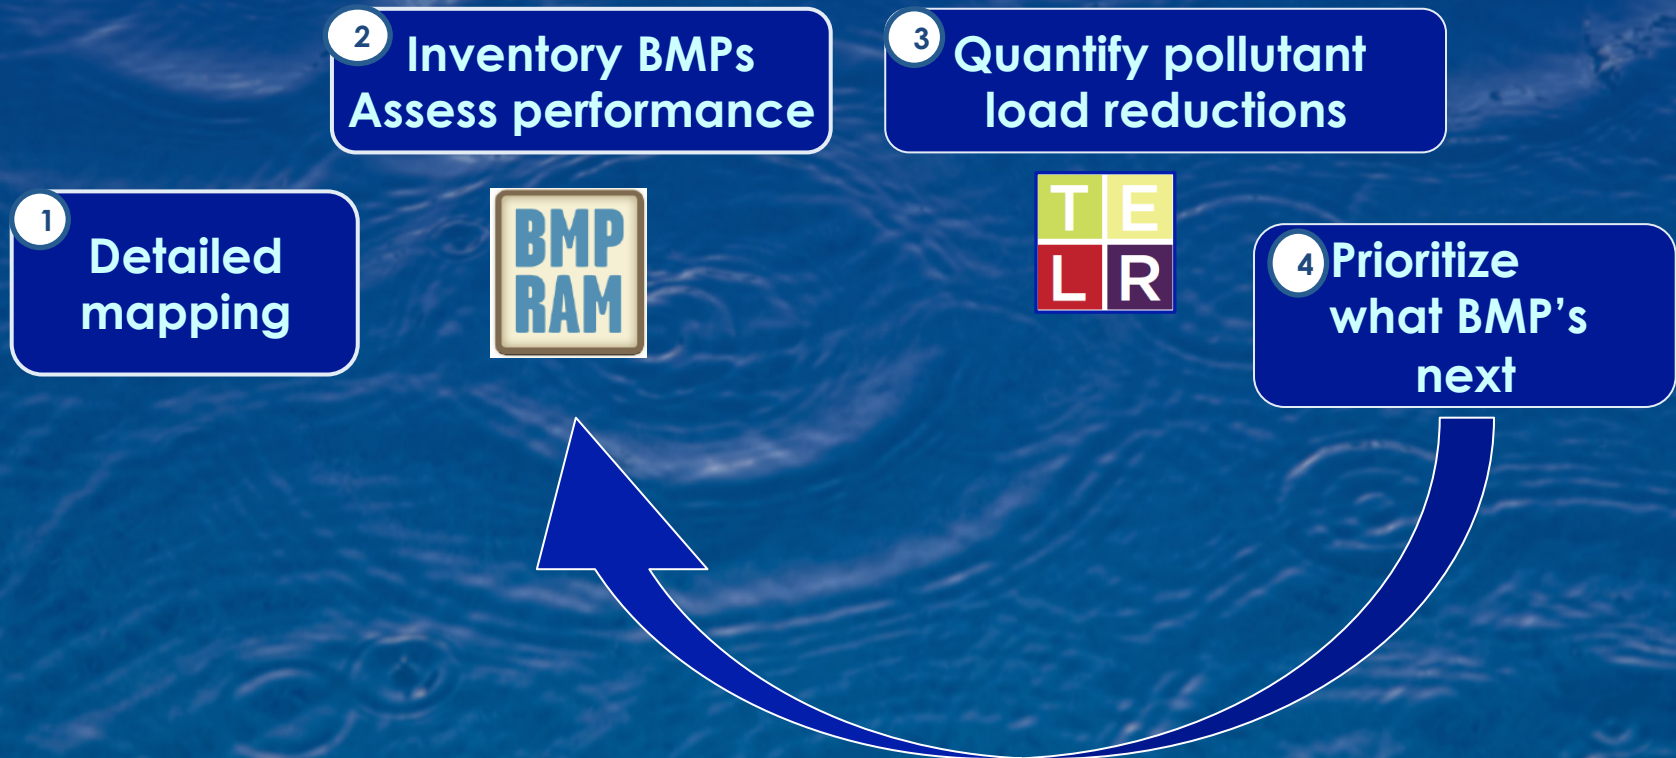 1
Detailed
mapping
2
Inventory BMPs
Assess performance
BMP
RAM
3
Quantify pollutant
load reductions
T E
L R
4
Prioritize
what BMP’s
next